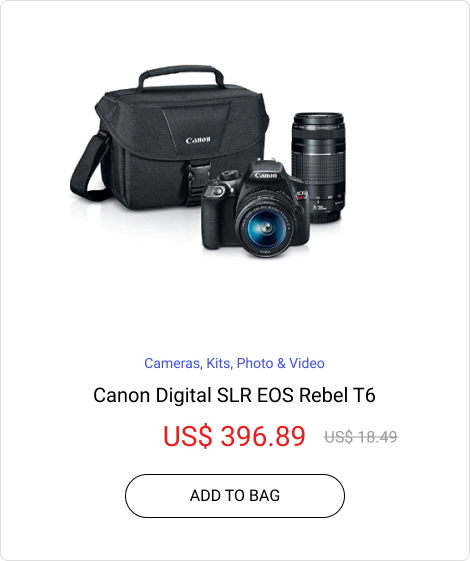 Canon
Canon
Cameras, Kits, Photo & Video
Canon Digital SLR EOS Rebel T6
US$ 396.89 US$ 18.49
ADD TO BAG